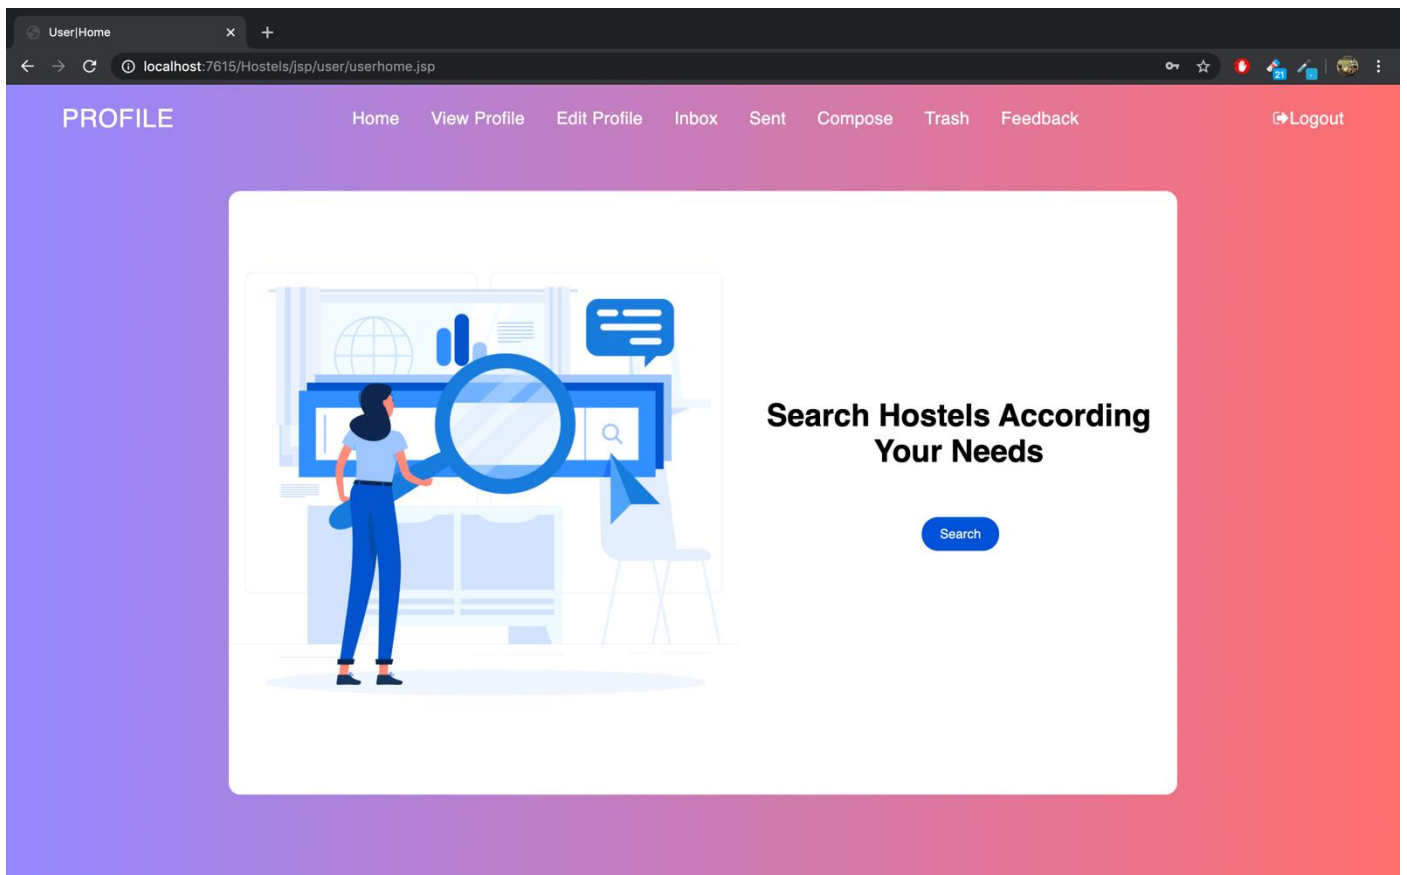 User|Home
localhost:7615/Hostels/jsp/user/userhome.jsp
21
PROFILE Home View Profile Edit Profile Inbox Sent Compose Trash Feedback Logout
Search Hostels According
Your Needs
Search